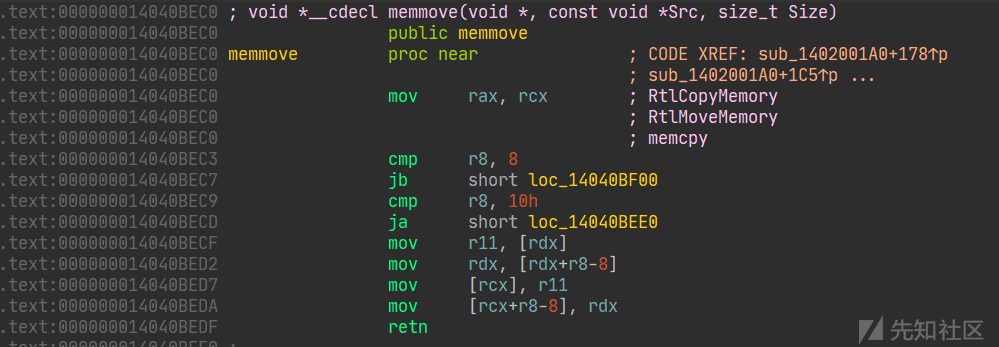 .text:000000014040BEC0 ; void *__cdecl memmove(void *, const void *Src, size_t Size)
.text:000000014040BEC0 public memmove
.text:000000014040BEC0 memmove proc near ; CODE XREF: sub_1402001A0+178↑p
.text:000000014040BEC0 ; sub_1402001A0+1C5↑p ...
.text:000000014040BEC0 mov rax, rcx ; RtlCopyMemory
.text:000000014040BEC0 ; RtlMoveMemory
.text:000000014040BEC0 ; memcpy
.text:000000014040BEC3 cmp r8, 8
.text:000000014040BEC7 jb short loc_14040BF00
.text:000000014040BEC9 cmp r8, 10h
.text:000000014040BECD ja short loc_14040BEE0
.text:000000014040BECF mov r11, [rdx]
.text:000000014040BED2 mov rdx, [rdx+r8-8]
.text:000000014040BED7 mov [rcx], r11
.text:000000014040BEDA mov [rcx+r8-8], rdx
.text:000000014040BEDF retn
先知社区